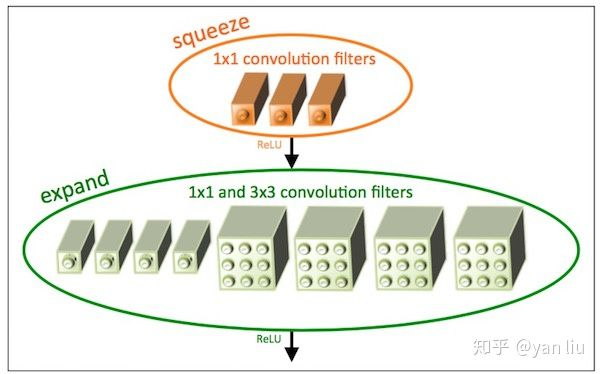 squeeze
1x1 convolution filters
ReLU
expand
1x1 and 3x3 convolution filters
ReLU
知乎 @yan liu